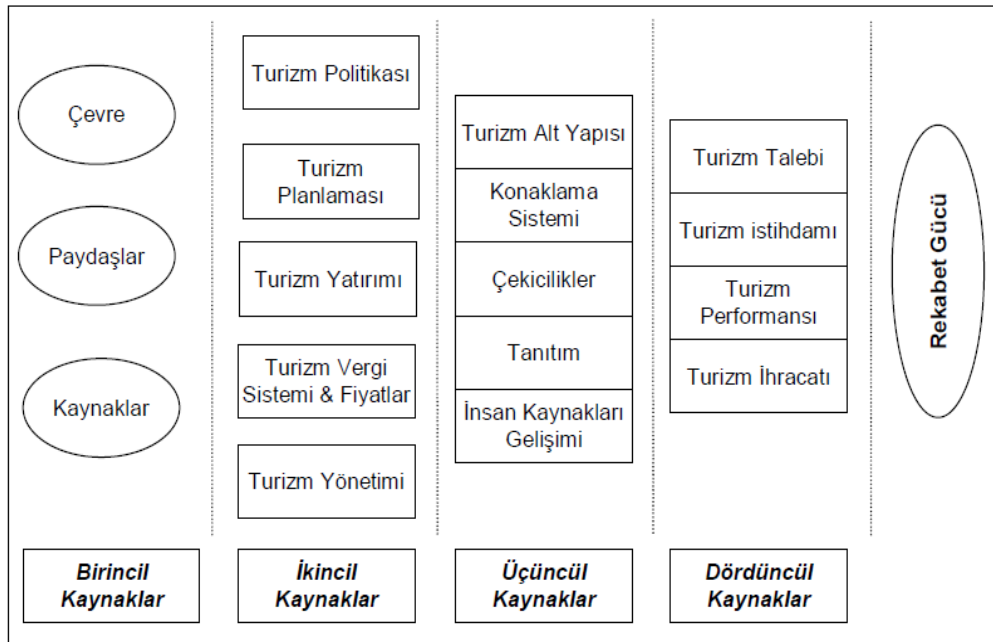 Çevre
Paydaşlar
Kaynaklar
Birincil
Kaynaklar
Turizm Politikası
Turizm
Planlaması
Turizm Yatırımı
Turizm Vergi
Sistemi & Fiyatlar
Turizm Yönetimi
İkincil
Kaynaklar
Turizm Alt Yapısı
Konaklama
Sistemi
Çekicilikler
Tanıtım
İnsan Kaynakları
Gelişimi
Üçüncül
Kaynaklar
Turizm Talebi
Turizm istihdamı
Turizm
Performansı
Turizm İhracatı
Dördüncül
Kaynaklar
Rekabet Gücü